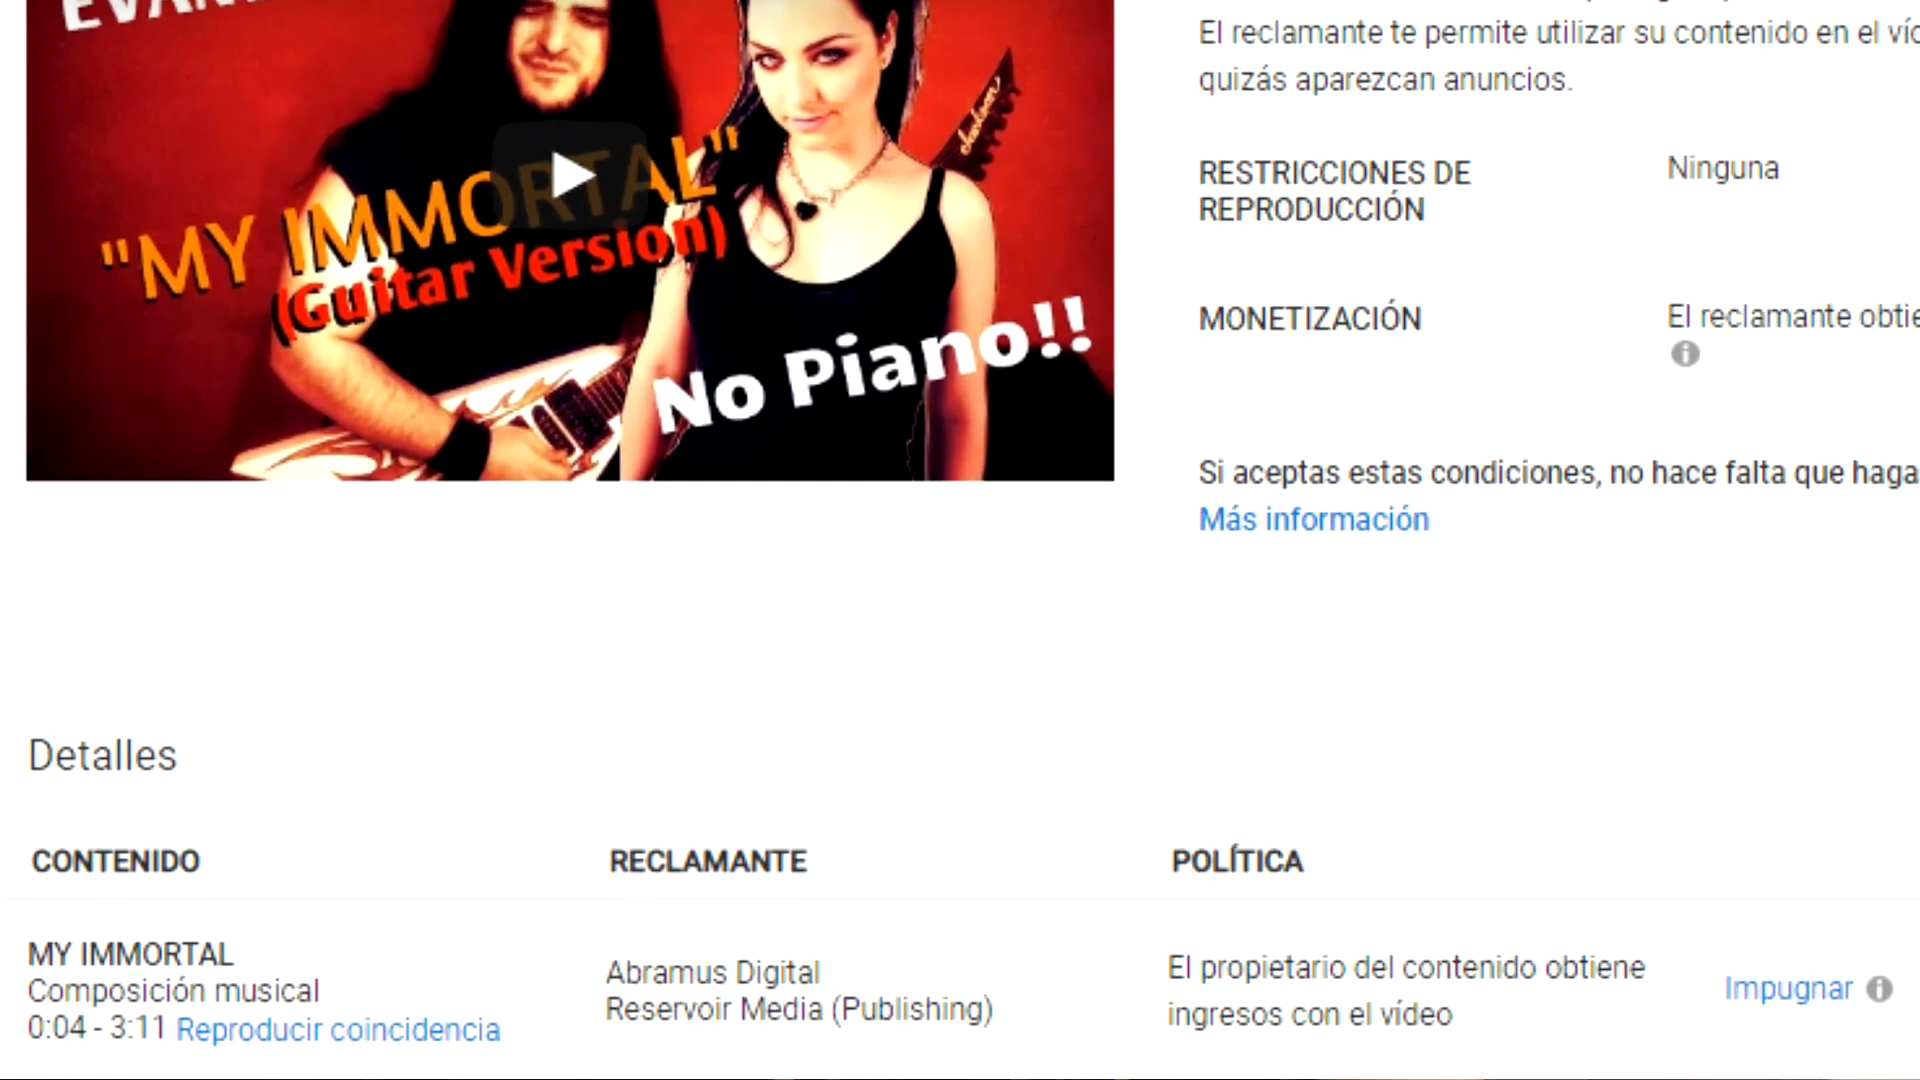 El reclamante te permite utilizar su contenido en el
quizás aparezcan anuncios.
"MY IMMORTAL"
(Guitar Version)
No Piano!!
Jackson
RESTRICCIONES DE
REPRODUCCIÓN
Ninguna
MONETIZACIÓN
El reclamante
Si aceptas estas condiciones, no hace falta que
Más información
Detalles
CONTENIDO
RECLAMANTE
POLÍTICA
MY IMMORTAL
Composición musical
0:04 - 3:11 Reproducir coincidencia
Abramus Digital
Reservoir Media (Publishing)
El propietario del contenido obtiene
ingresos con el vídeo
Impugnar